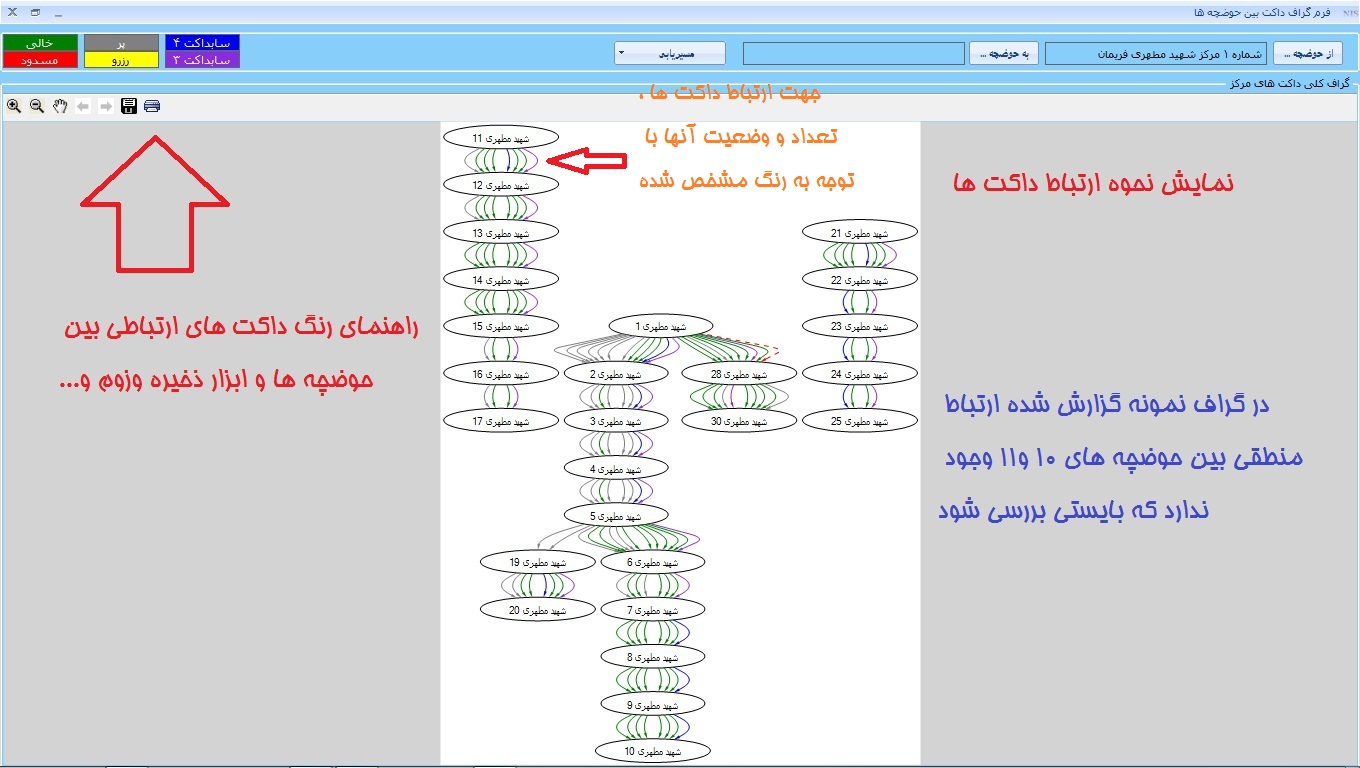 فرم گراف داکت بین حوضچه ها
NIS
از حوضچه ...
شماره ۱ مرکز شهید مطهری فریمان
به حوضچه ...
مسیریابی
سابداکت ۴
پر
خالی
سابداکت ۳
رزرو
مسدود
گراف کلی داکت های مرکز
جهت ارتباط داکت ها ،
تعداد و وضعیت آنها با
توجه به رنگ مشخص شده
نمایش نحوه ارتباط داکت ها
راهنمای رنگ داکت های ارتباطی بین
حوضچه ها و ابزار ذخیره وزوم و...
در گراف نمونه گزارش شده ارتباط
منطقی بین حوضچه های ۱۰ و۱۱ وجود
ندارد که بایستی بررسی شود
شهید مطهری 11
شهید مطهری 12
شهید مطهری 13
شهید مطهری 14
شهید مطهری 15
شهید مطهری 16
شهید مطهری 17
شهید مطهری 21
شهید مطهری 22
شهید مطهری 23
شهید مطهری 24
شهید مطهری 25
شهید مطهری 1
شهید مطهری 2
شهید مطهری 28
شهید مطهری 3
شهید مطهری 30
شهید مطهری 4
شهید مطهری 5
شهید مطهری 19
شهید مطهری 6
شهید مطهری 20
شهید مطهری 7
شهید مطهری 8
شهید مطهری 9
شهید مطهری 10